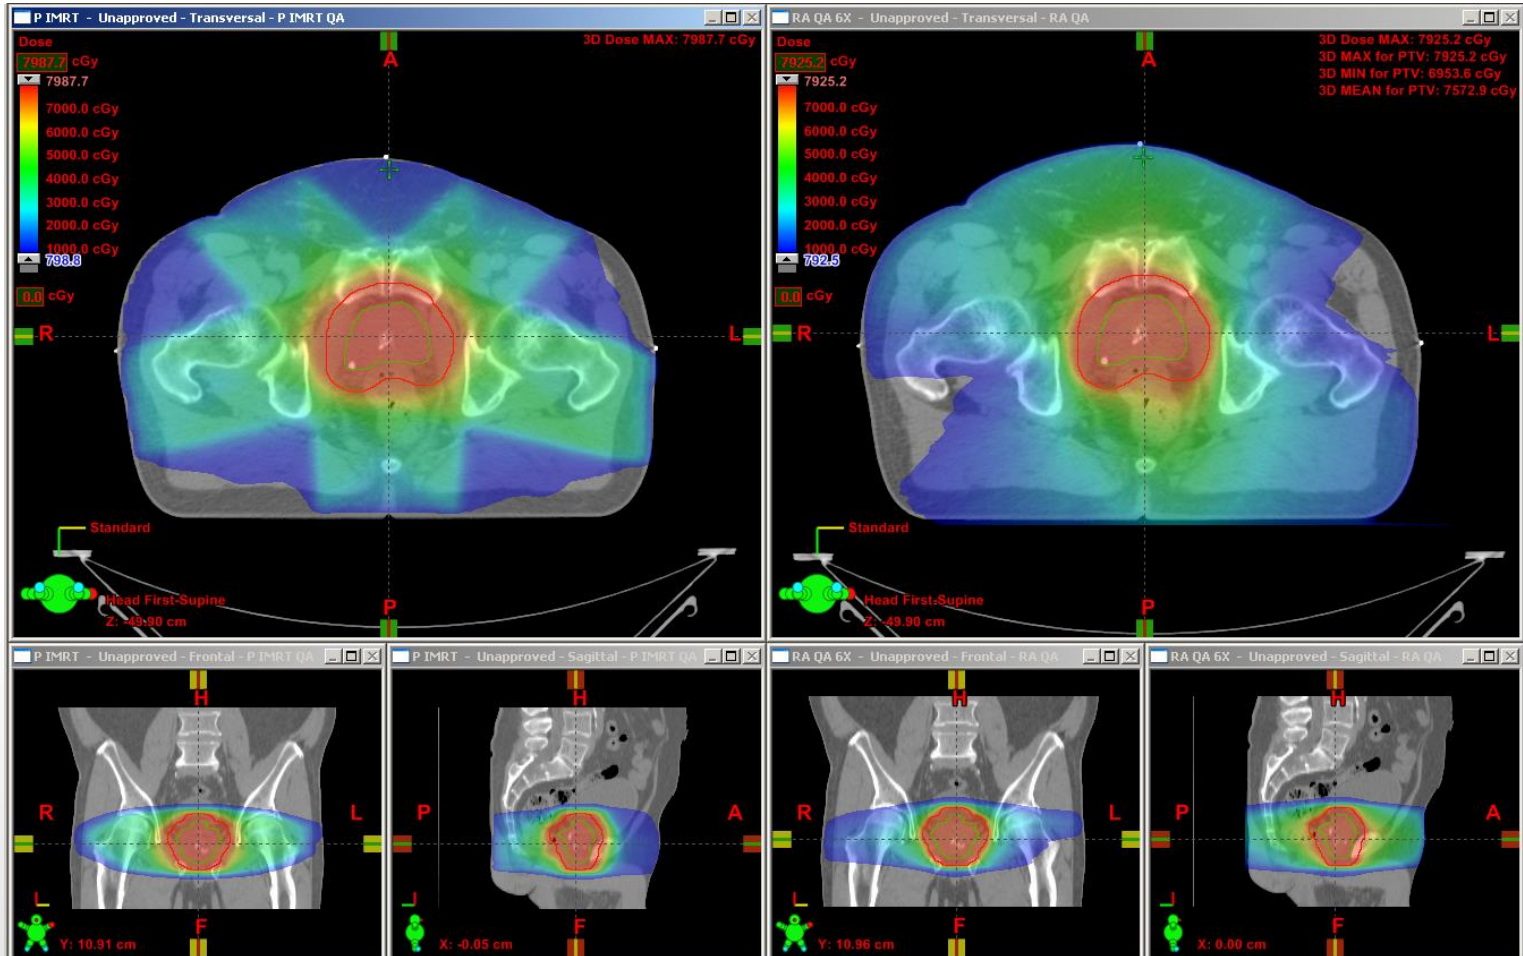 P IMRT - Unapproved - Transversal - P IMRT QA
Dose
7987.7 cGy
7987.7
7000.0 cGy
6000.0 cGy
5000.0 cGy
4000.0 cGy
3000.0 cGy
2000.0 cGy
1000.0 cGy
798.8
0.0 cGy
3D Dose MAX: 7987.7 cGy
A
R
L
P
Standard
Head First-Supine
Z: -49.90 cm
RA QA 6X - Unapproved - Transversal - RA QA
Dose
7925.2 cGy
7925.2
7000.0 cGy
6000.0 cGy
5000.0 cGy
4000.0 cGy
3000.0 cGy
2000.0 cGy
1000.0 cGy
792.5
0.0 cGy
3D Dose MAX: 7925.2 cGy
3D MAX for PTV: 7925.2 cGy
3D MIN for PTV: 6953.6 cGy
3D MEAN for PTV: 7572.9 cGy
A
R
L
P
Standard
Head First-Supine
Z: -49.90 cm
P IMRT - Unapproved - Frontal - P IMRT QA
H
R
L
F
Y: 10.91 cm
P IMRT - Unapproved - Sagittal - P IMRT QA
H
P
A
F
X: -0.05 cm
RA QA 6X - Unapproved - Frontal - RA QA
H
R
L
F
Y: 10.96 cm
RA QA 6X - Unapproved - Sagittal - RA QA
H
P
A
F
X: 0.00 cm